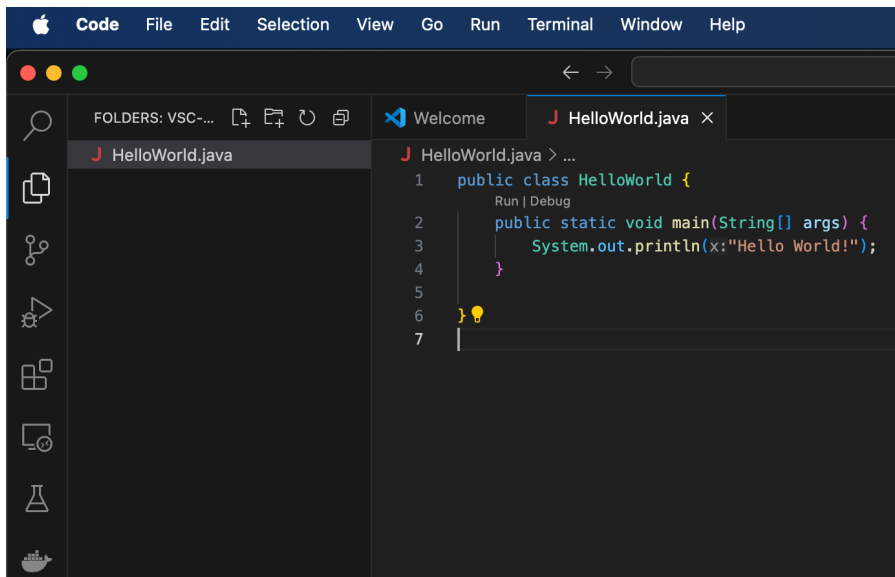 Code File Edit Selection View Go Run Terminal Window Help
FOLDERS: VSC-...
HelloWorld.java
Welcome
J HelloWorld.java ×
J HelloWorld.java > ...
1 public class HelloWorld {
Run | Debug
2 public static void main(String[] args) {
3 System.out.println(x:"Hello World!");
4 }
5
6 }
7